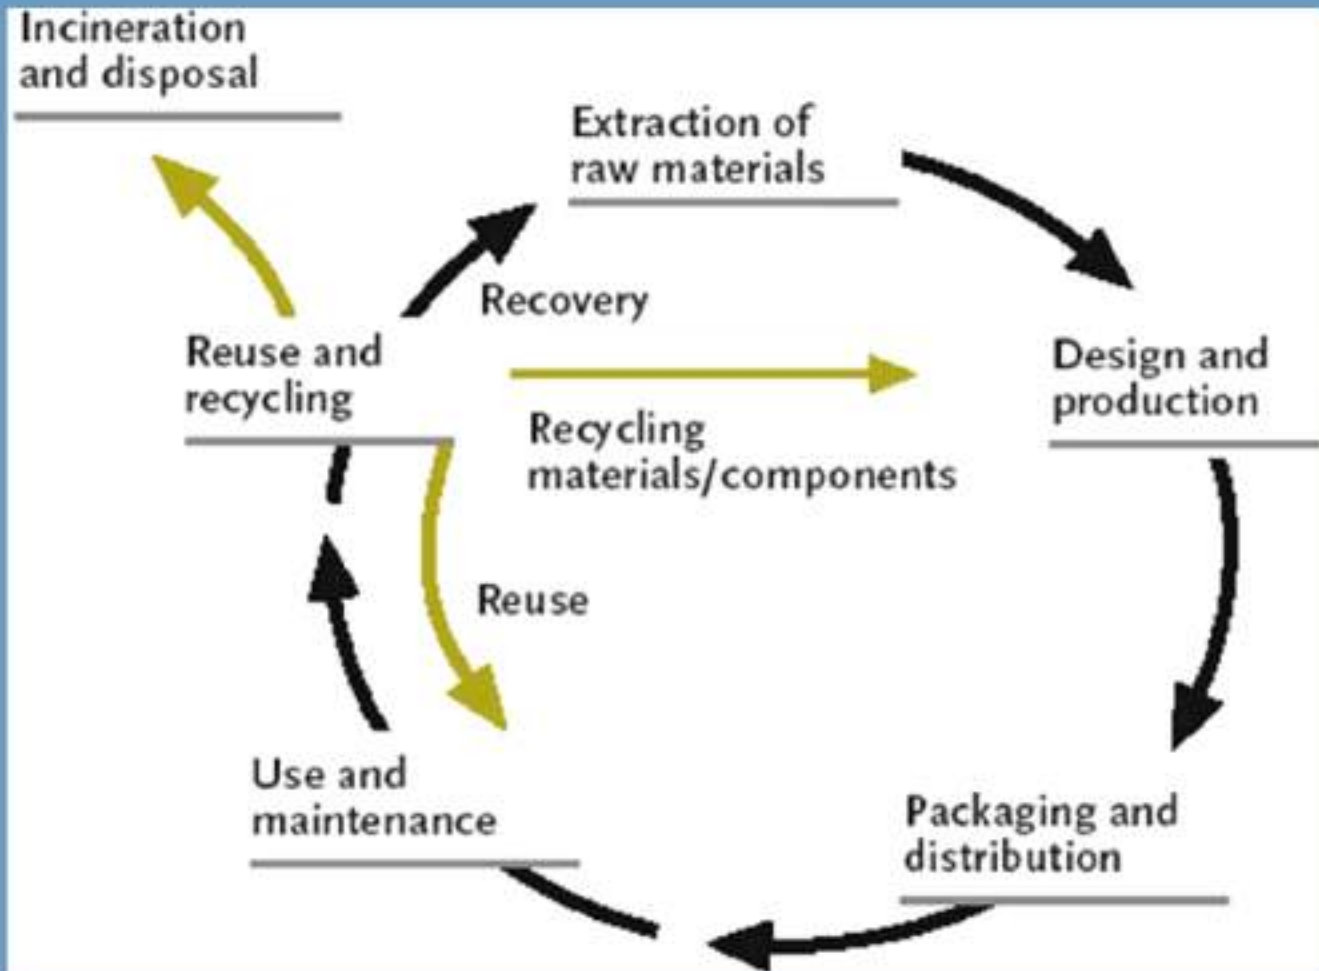 Incineration
and disposal
Extraction of
raw materials
Recovery
Reuse and
recycling
Design and
production
Recycling
materials/components
Reuse
Use and
maintenance
Packaging and
distribution